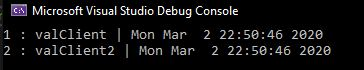 Microsoft Visual Studio Debug Console
1 : valClient | Mon Mar  2 22:50:46 2020
2 : valClient2 | Mon Mar  2 22:50:46 2020